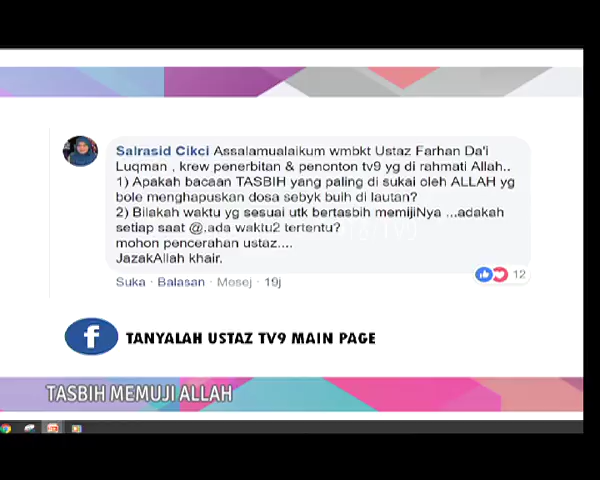 Salrasid Cikci Assalamualaikum wmbkt Ustaz Farhan Da'i
Luqman , krew penerbitan & penonton tv9 yg di rahmati Allah..
1) Apakah bacaan TASBIH yang paling di sukai oleh ALLAH yg
bole menghapuskan dosa sebyk buih di lautan?
2) Bilakah waktu yg sesuai utk bertasbih memijiNya ...adakah
setiap saat @.ada waktu2 tertentu?
mohon pencerahan ustaz....
JazakAllah khair.
Suka · Balasan · Mosej · 19j
12
f TANYALAH USTAZ TV9 MAIN PAGE
TASBIH MEMUJI ALLAH